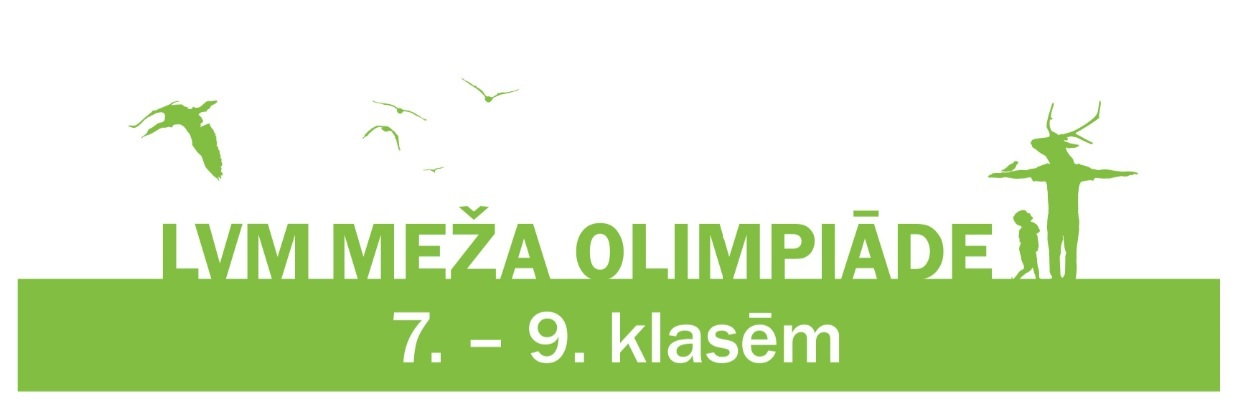 LVM MEŽA OLIMPIĀDE
7. – 9. klasēm